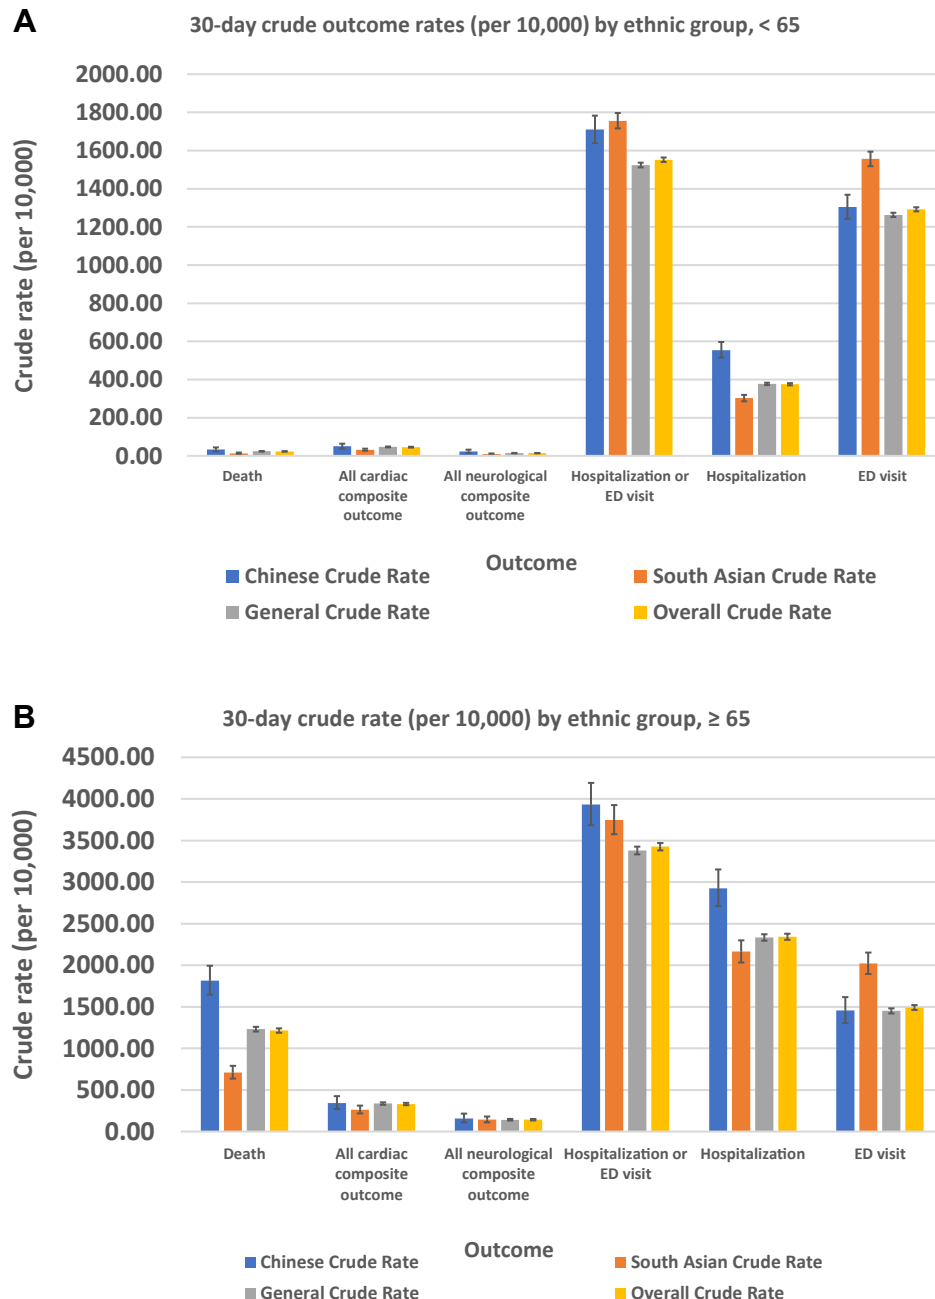 A
30-day crude outcome rates (per 10,000) by ethnic group, < 65
Crude rate (per 10,000)
2000.00
1800.00
1600.00
1400.00
1200.00
1000.00
800.00
600.00
400.00
200.00
0.00
Death
All cardiac
composite
outcome
All neurological
composite
outcome
Hospitalization or
ED visit
Hospitalization
ED visit
Outcome
Chinese Crude Rate
South Asian Crude Rate
General Crude Rate
Overall Crude Rate
B
30-day crude rate (per 10,000) by ethnic group, ≥ 65
Crude rate (per 10,000)
4500.00
4000.00
3500.00
3000.00
2500.00
2000.00
1500.00
1000.00
500.00
0.00
Death
All cardiac
composite
outcome
All neurological
composite
outcome
Hospitalization or
ED visit
Hospitalization
ED visit
Outcome
Chinese Crude Rate
South Asian Crude Rate
General Crude Rate
Overall Crude Rate